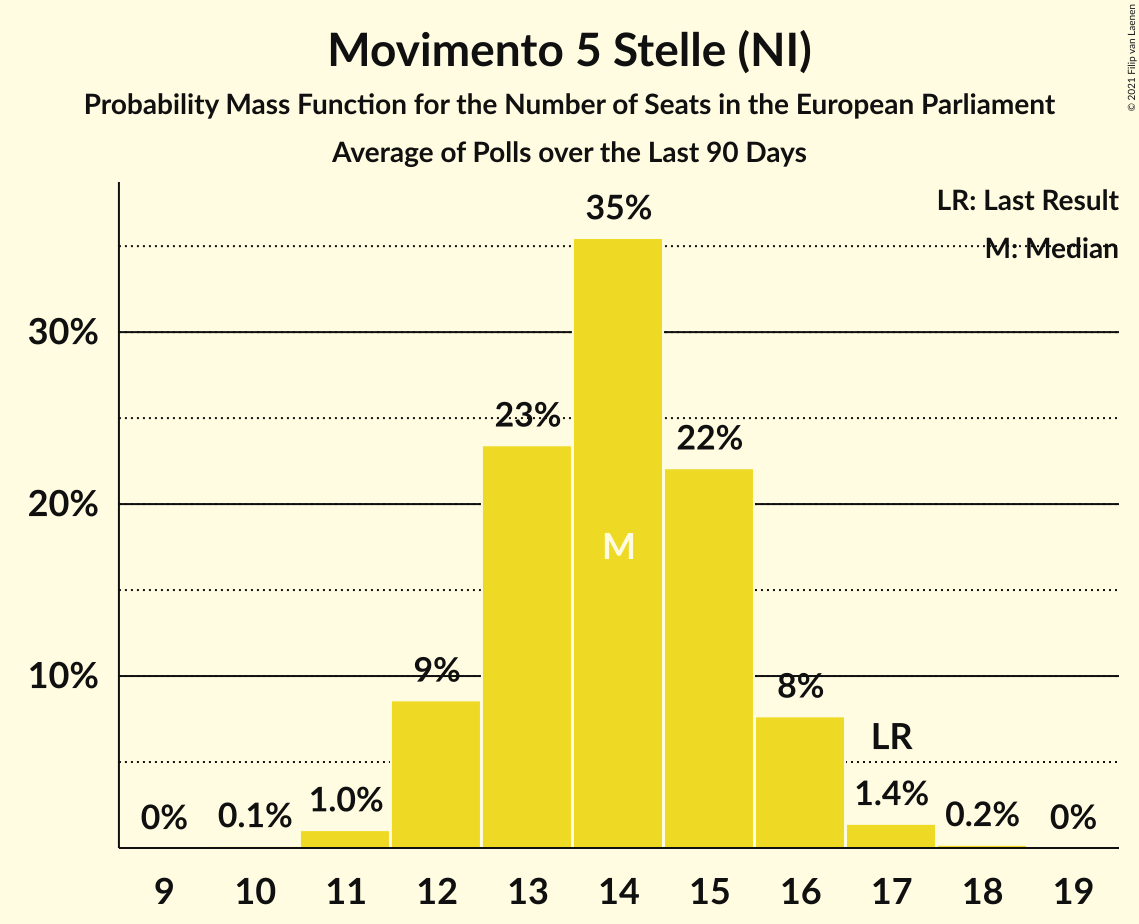 Movimento 5 Stelle (NI)
Probability Mass Function for the Number of Seats in the European Parliament
Average of Polls over the Last 90 Days
© 2021 Filip van Laenen
LR: Last Result
M: Median
35%
30%
23%
22%
20%
M
10%
9%
8%
LR
1.4%
1.0%
0.2%
0.1%
0%
0%
9 10 11 12 13 14 15 16 17 18 19